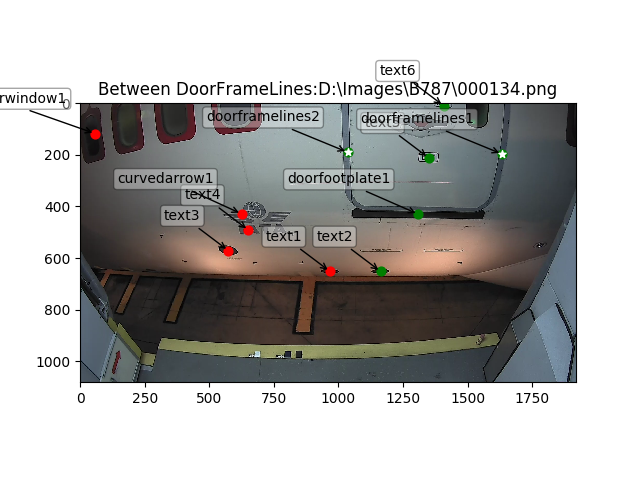 text6
Between DoorFrameLines:D:\Images\B787\000134.png
rwindow1
doorframelines2
text5
doorframelines1
curvedarrow1
doorfootplate1
text4
text3
text1
text2
0
200
400
600
800
1000
0
250
500
750
1000
1250
1500
1750